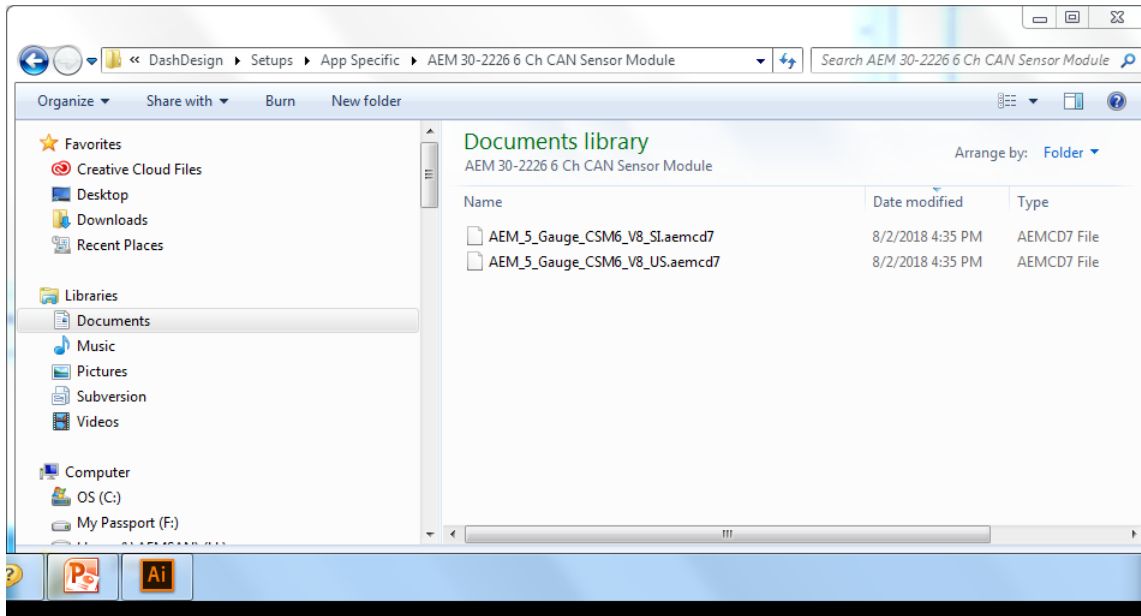 « DashDesign ▸ Setups ▸ App Specific ▸ AEM 30-2226 6 Ch CAN Sensor Module
Search AEM 30-2226 6 Ch CAN Sensor Module
Organize ▾ Share with ▾ Burn New folder
Favorites
Creative Cloud Files
Desktop
Downloads
Recent Places
Libraries
Documents
Music
Pictures
Subversion
Videos
Computer
OS (C:)
My Passport (F:)
Documents library
AEM 30-2226 6 Ch CAN Sensor Module
Arrange by: Folder ▾
Name Date modified Type
AEM_5_Gauge_CSM6_V8_SI.aemcd7 8/2/2018 4:35 PM AEMCD7 File
AEM_5_Gauge_CSM6_V8_US.aemcd7 8/2/2018 4:35 PM AEMCD7 File
P
Ai